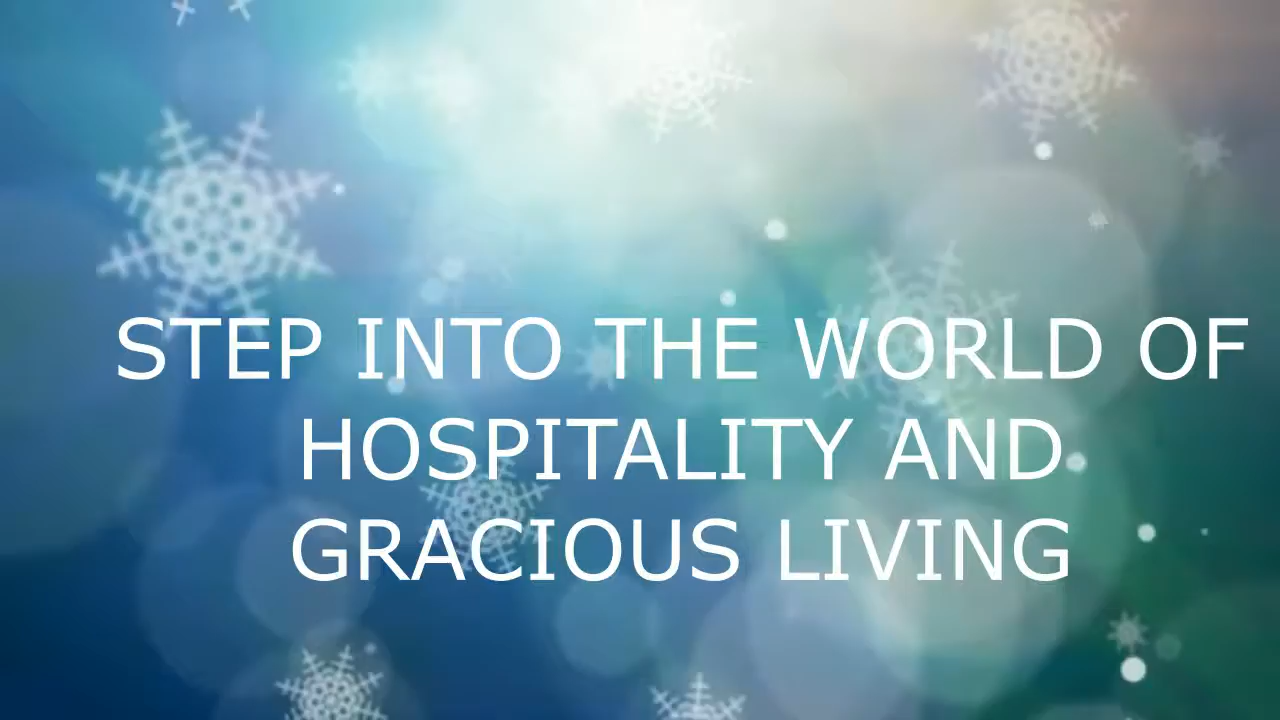 STEP INTO THE WORLD OF
HOSPITALITY AND
GRACIOUS LIVING